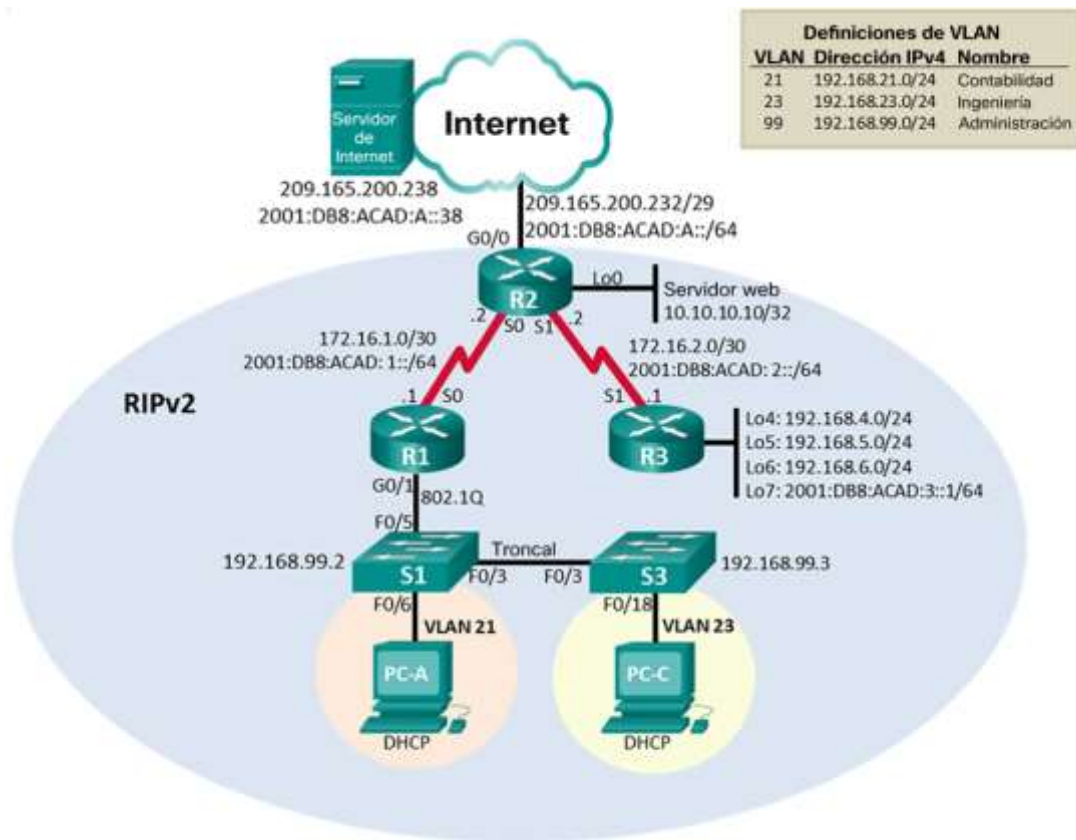 Definiciones de VLAN
VLAN Dirección IPv4 Nombre
21 192.168.21.0/24 Contabilidad
23 192.168.23.0/24 Ingeniería
99 192.168.99.0/24 Administración
Servidor
de
Internet
Internet
209.165.200.238
2001:DB8:ACAD:A::38
209.165.200.232/29
2001:DB8:ACAD:A::/64
G0/0
R2
Lo0
Servidor web
10.10.10.10/32
.2
S0
S1
.2
172.16.1.0/30
2001:DB8:ACAD: 1::/64
172.16.2.0/30
2001:DB8:ACAD: 2::/64
RIPv2
.1
S0
S1
.1
R1
R3
Lo4: 192.168.4.0/24
Lo5: 192.168.5.0/24
Lo6: 192.168.6.0/24
Lo7: 2001:DB8:ACAD:3::1/64
G0/1
802.1Q
F0/5
192.168.99.2
S1
Troncal
F0/3
F0/3
S3
192.168.99.3
F0/6
F0/18
VLAN 21
VLAN 23
PC-A
PC-C
DHCP
DHCP